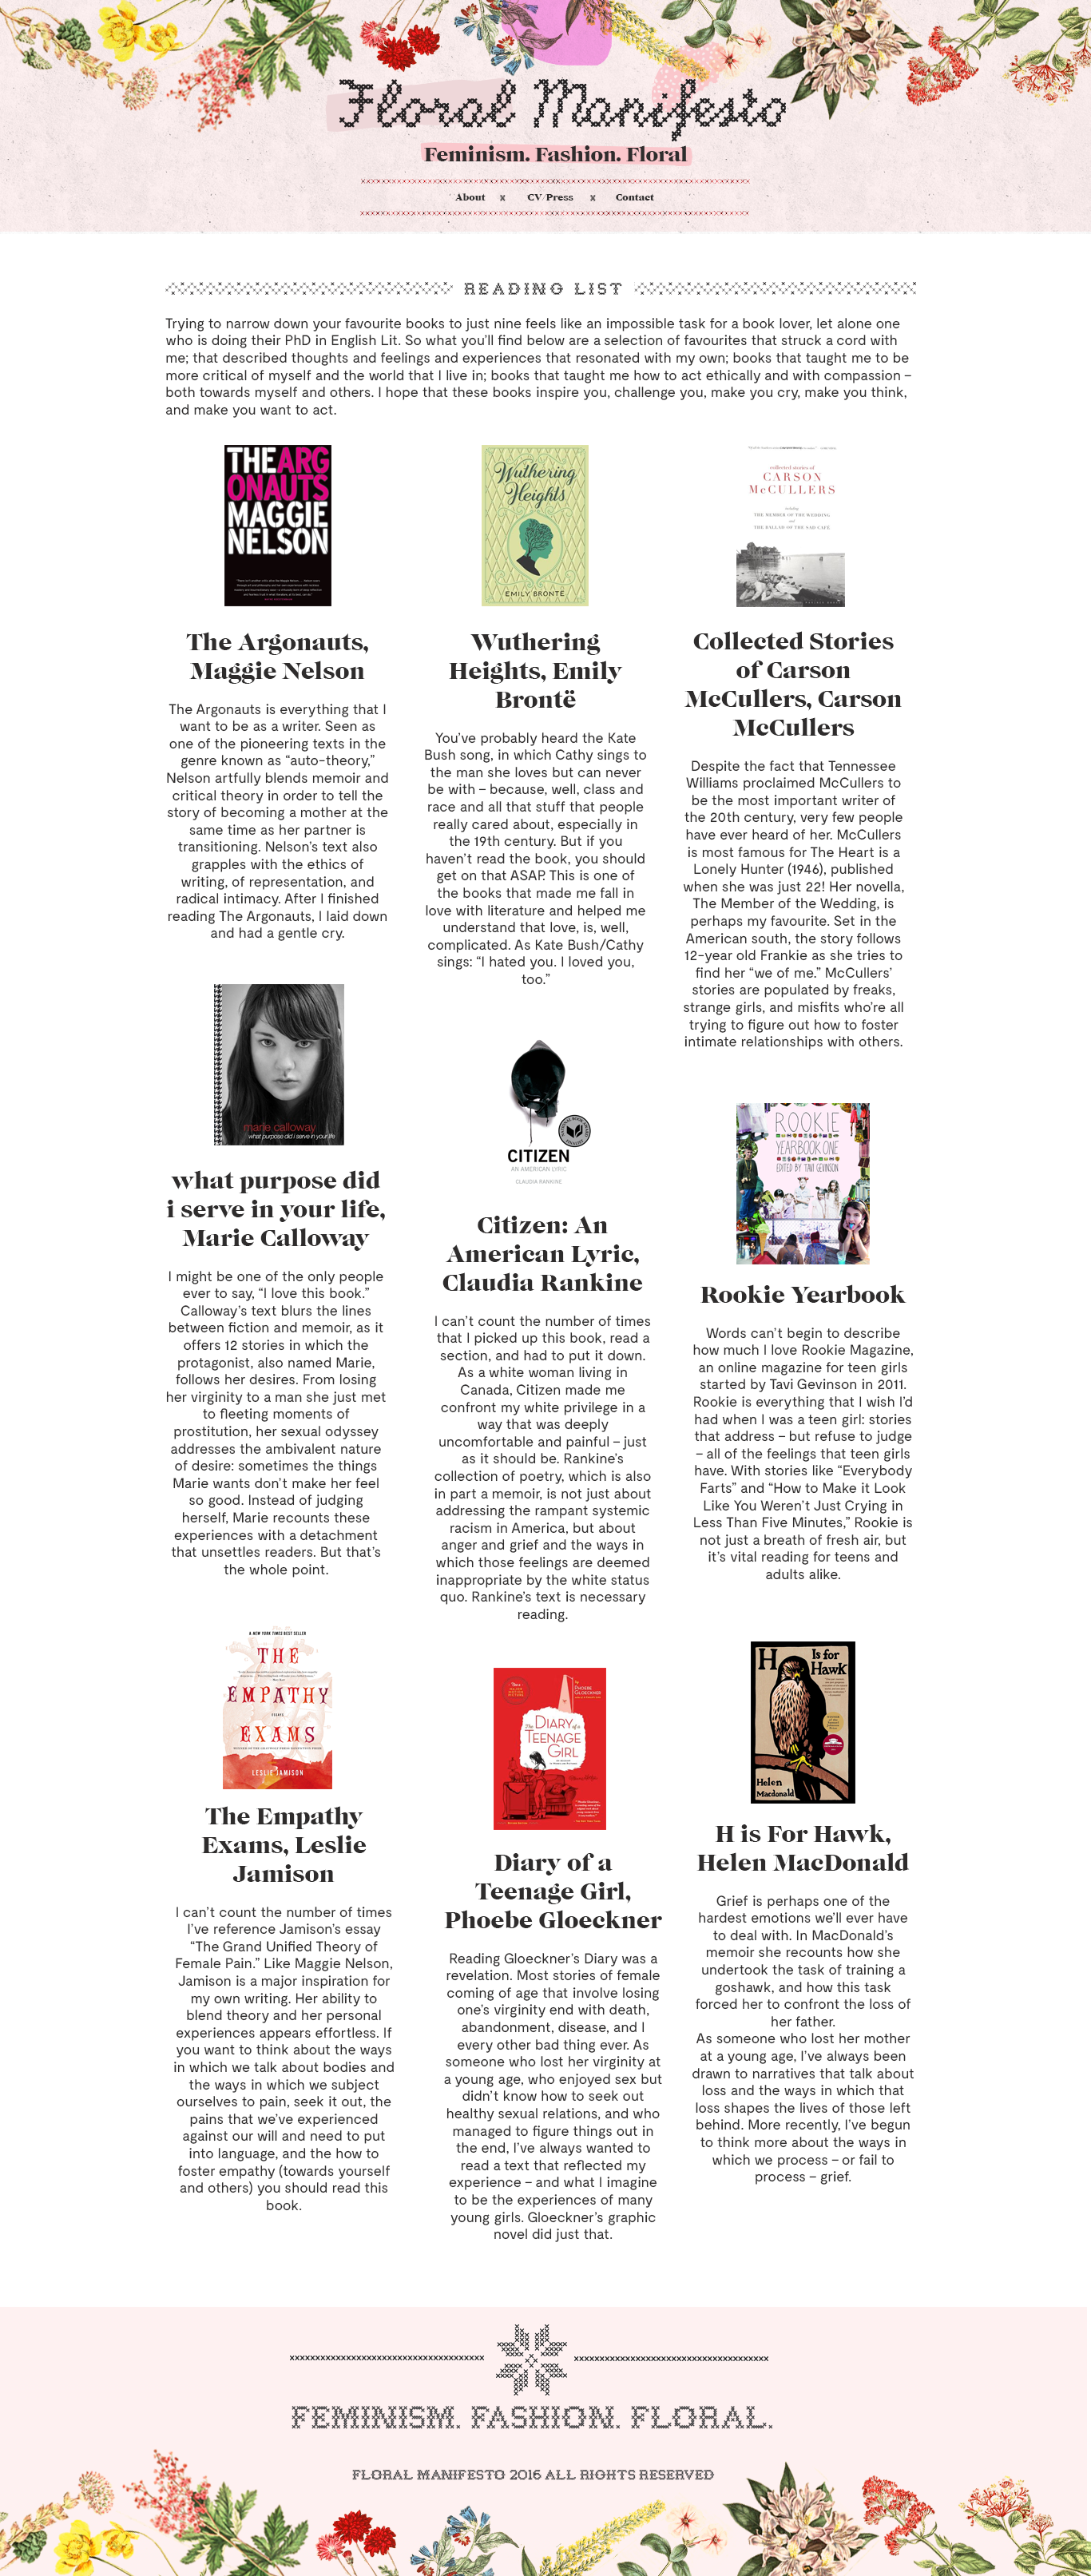 Floral Manifesto
Feminism. Fashion. Floral
About x CV/Press x Contact
READING LIST
Trying to narrow down your favourite books to just nine feels like an impossible task for a book lover, let alone one
who is doing their PhD in English Lit. So what you'll find below are a selection of favourites that struck a cord with
me; that described thoughts and feelings and experiences that resonated with my own; books that taught me to be
more critical of myself and the world that I live in; books that taught me how to act ethically and with compassion –
both towards myself and others. I hope that these books inspire you, challenge you, make you cry, make you think,
and make you want to act.
THE ARG
ONAUTS
MAGGIE
NELSON
The Argonauts,
Maggie Nelson
The Argonauts is everything that I
want to be as a writer. Seen as
one of the pioneering texts in the
genre known as “auto-theory,”
Nelson artfully blends memoir and
critical theory in order to tell the
story of becoming a mother at the
same time as her partner is
transitioning. Nelson's text also
grapples with the ethics of
writing, of representation, and
radical intimacy. After I finished
reading The Argonauts, I laid down
and had a gentle cry.
Wuthering
Heights
EMILY BRONTË
Wuthering
Heights, Emily
Brontë
You've probably heard the Kate
Bush song, in which Cathy sings to
the man she loves but can never
be with – because, well, class and
race and all that stuff that people
really cared about, especially in
the 19th century. But if you
haven't read the book, you should
get on that ASAP. This is one of
the books that made me fall in
love with literature and helped me
understand that love, is, well,
complicated. As Kate Bush/Cathy
sings: “I hated you. I loved you,
too.”
collected stories of
CARSON
McCULLERS
including
THE MEMBER OF THE WEDDING
and
THE BALLAD OF THE SAD CAFE
Collected Stories
of Carson
McCullers, Carson
McCullers
Despite the fact that Tennessee
Williams proclaimed McCullers to
be the most important writer of
the 20th century, very few people
have ever heard of her. McCullers
is most famous for The Heart is a
Lonely Hunter (1946), published
when she was just 22! Her novella,
The Member of the Wedding, is
perhaps my favourite. Set in the
American south, the story follows
12-year old Frankie as she tries to
find her “we of me.” McCullers'
stories are populated by freaks,
strange girls, and misfits who're all
trying to figure out how to foster
intimate relationships with others.
marie calloway
what purpose did i serve in your life
what purpose did
i serve in your life,
Marie Calloway
I might be one of the only people
ever to say, “I love this book.”
Calloway's text blurs the lines
between fiction and memoir, as it
offers 12 stories in which the
protagonist, also named Marie,
follows her desires. From losing
her virginity to a man she just met
to fleeting moments of
prostitution, her sexual odyssey
addresses the ambivalent nature
of desire: sometimes the things
Marie wants don't make her feel
so good. Instead of judging
herself, Marie recounts these
experiences with a detachment
that unsettles readers. But that's
the whole point.
CITIZEN
AN AMERICAN LYRIC
CLAUDIA RANKINE
Citizen: An
American Lyric,
Claudia Rankine
I can't count the number of times
that I picked up this book, read a
section, and had to put it down.
As a white woman living in
Canada, Citizen made me
confront my white privilege in a
way that was deeply
uncomfortable and painful – just
as it should be. Rankine's
collection of poetry, which is also
in part a memoir, is not just about
addressing the rampant systemic
racism in America, but about
anger and grief and the ways in
which those feelings are deemed
inappropriate by the white status
quo. Rankine's text is necessary
reading.
ROOKIE
YEARBOOK ONE
EDITED BY TAVI GEVINSON
Rookie Yearbook
Words can't begin to describe
how much I love Rookie Magazine,
an online magazine for teen girls
started by Tavi Gevinson in 2011.
Rookie is everything that I wish I'd
had when I was a teen girl: stories
that address – but refuse to judge
– all of the feelings that teen girls
have. With stories like “Everybody
Farts” and “How to Make it Look
Like You Weren't Just Crying in
Less Than Five Minutes,” Rookie is
not just a breath of fresh air, but
it's vital reading for teens and
adults alike.
A NEW YORK TIMES BEST SELLER
THE
EMPATHY
ESSAYS
EXAMS
LESLIE JAMISON
The Empathy
Exams, Leslie
Jamison
I can't count the number of times
I've reference Jamison's essay
“The Grand Unified Theory of
Female Pain.” Like Maggie Nelson,
Jamison is a major inspiration for
my own writing. Her ability to
blend theory and her personal
experiences appears effortless. If
you want to think about the ways
in which we talk about bodies and
the ways in which we subject
ourselves to pain, seek it out, the
pains that we've experienced
against our will and need to put
into language, and the how to
foster empathy (towards yourself
and others) you should read this
book.
PHOEBE
GLOECKNER
The DIARY of a
TEENAGE
GIRL
Diary of a
Teenage Girl,
Phoebe Gloeckner
Reading Gloeckner's Diary was a
revelation. Most stories of female
coming of age that involve losing
one's virginity end with death,
abandonment, disease, and I
every other bad thing ever. As
someone who lost her virginity at
a young age, who enjoyed sex but
didn't know how to seek out
healthy sexual relations, and who
managed to figure things out in
the end, I've always wanted to
read a text that reflected my
experience – and what I imagine
to be the experiences of many
young girls. Gloeckner's graphic
novel did just that.
H is for
Hawk
Helen
Macdonald
H is For Hawk,
Helen MacDonald
Grief is perhaps one of the
hardest emotions we'll ever have
to deal with. In MacDonald's
memoir she recounts how she
undertook the task of training a
goshawk, and how this task
forced her to confront the loss of
her father.
As someone who lost her mother
at a young age, I've always been
drawn to narratives that talk about
loss and the ways in which that
loss shapes the lives of those left
behind. More recently, I've begun
to think more about the ways in
which we process – or fail to
process – grief.
FEMINISM. FASHION. FLORAL.
FLORAL MANIFESTO 2016 ALL RIGHTS RESERVED